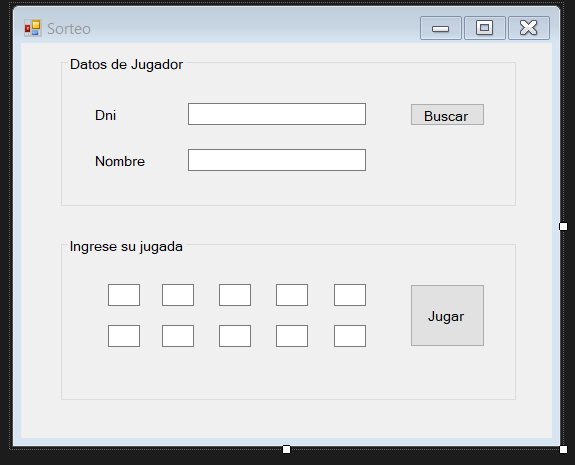 Sorteo
Datos de Jugador
Dni
Buscar
Nombre
Ingrese su jugada
Jugar